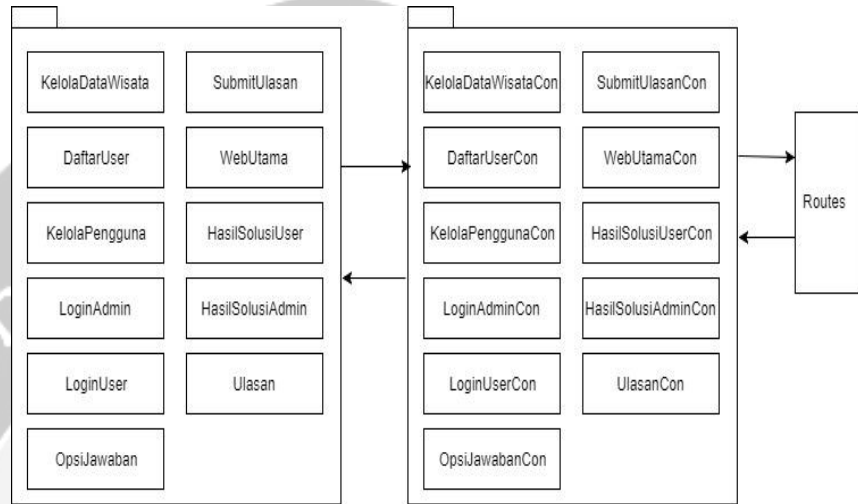 KelolaDataWisata
SubmitUlasan
DaftarUser
WebUtama
KelolaPengguna
HasilSolusiUser
LoginAdmin
HasilSolusiAdmin
LoginUser
Ulasan
OpsiJawaban
KelolaDataWisataCon
SubmitUlasanCon
DaftarUserCon
WebUtamaCon
KelolaPenggunaCon
HasilSolusiUserCon
LoginAdminCon
HasilSolusiAdminCon
LoginUserCon
UlasanCon
OpsiJawabanCon
Routes